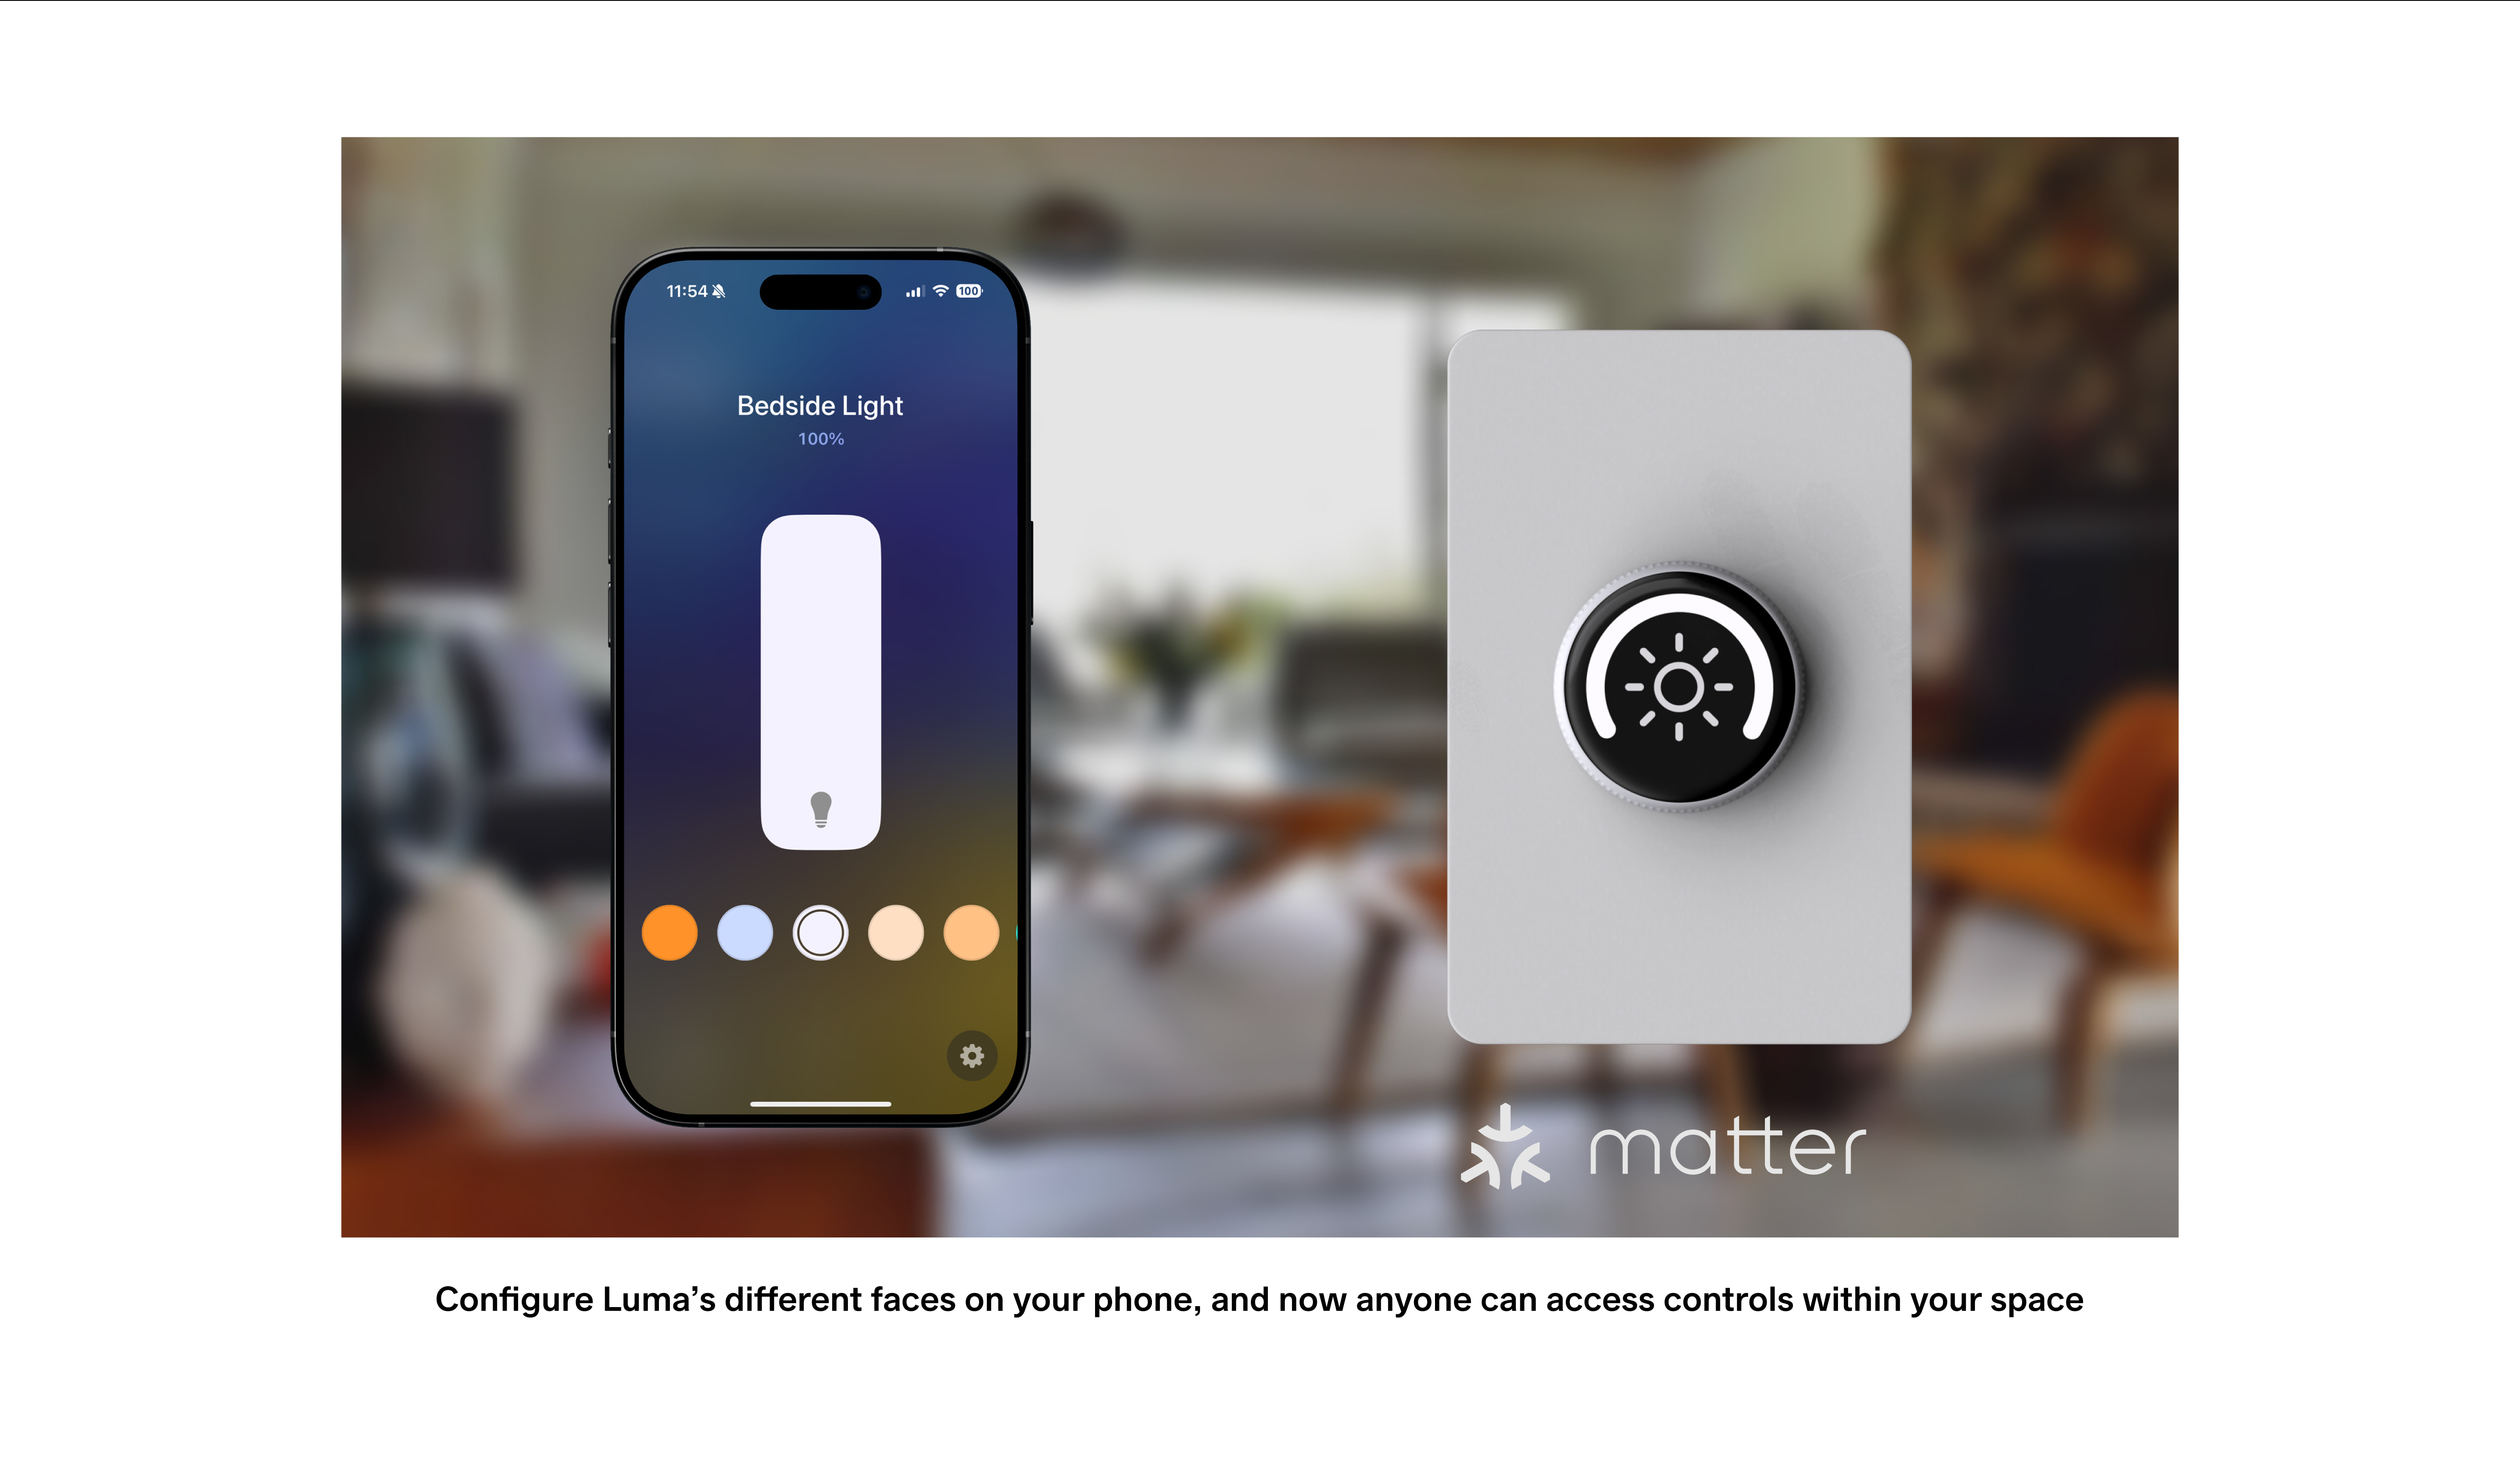 11:54
100
Bedside Light
100%
matter
Configure Luma’s different faces on your phone, and now anyone can access controls within your space